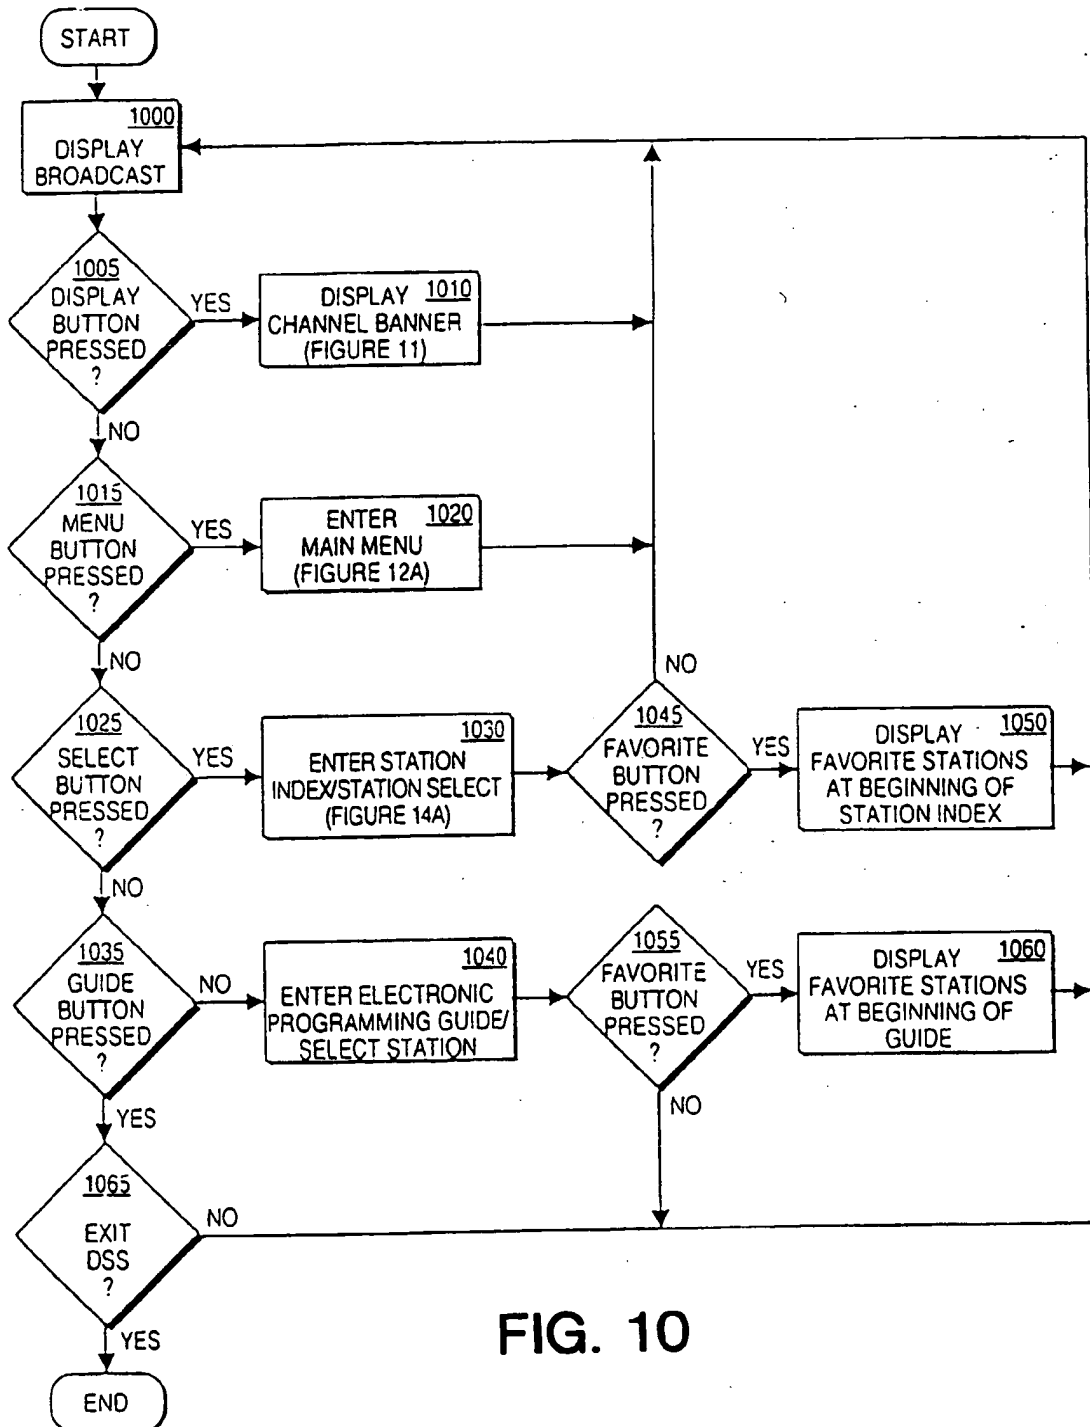 START
1000
DISPLAY
BROADCAST
1005
DISPLAY
BUTTON
PRESSED
?
YES
DISPLAY 1010
CHANNEL BANNER
(FIGURE 11)
NO
1015
MENU
BUTTON
PRESSED
?
YES
ENTER 1020
MAIN MENU
(FIGURE 12A)
NO
1025
SELECT
BUTTON
PRESSED
?
YES
1030
ENTER STATION
INDEX/STATION SELECT
(FIGURE 14A)
NO
1045
FAVORITE
BUTTON
PRESSED
?
YES
DISPLAY 1050
FAVORITE STATIONS
AT BEGINNING OF
STATION INDEX
NO
1035
GUIDE
BUTTON
PRESSED
?
NO
1040
ENTER ELECTRONIC
PROGRAMMING GUIDE/
SELECT STATION
1055
FAVORITE
BUTTON
PRESSED
?
YES
DISPLAY 1060
FAVORITE STATIONS
AT BEGINNING OF
GUIDE
NO
YES
1065
EXIT
DSS
?
NO
YES
END
FIG. 10